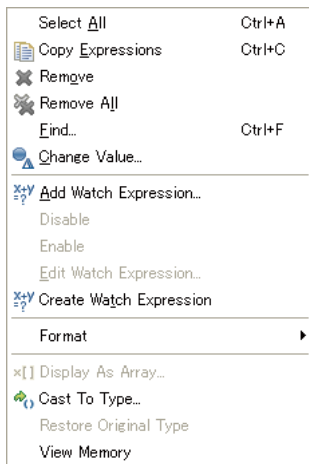 Select All Ctrl+A
Copy Expressions Ctrl+C
Remove
Remove All
Find... Ctrl+F
Change Value...
x+y=? Add Watch Expression...
Disable
Enable
Edit Watch Expression...
x+y=? Create Watch Expression
Format
×[] Display As Array...
Cast To Type...
Restore Original Type
View Memory